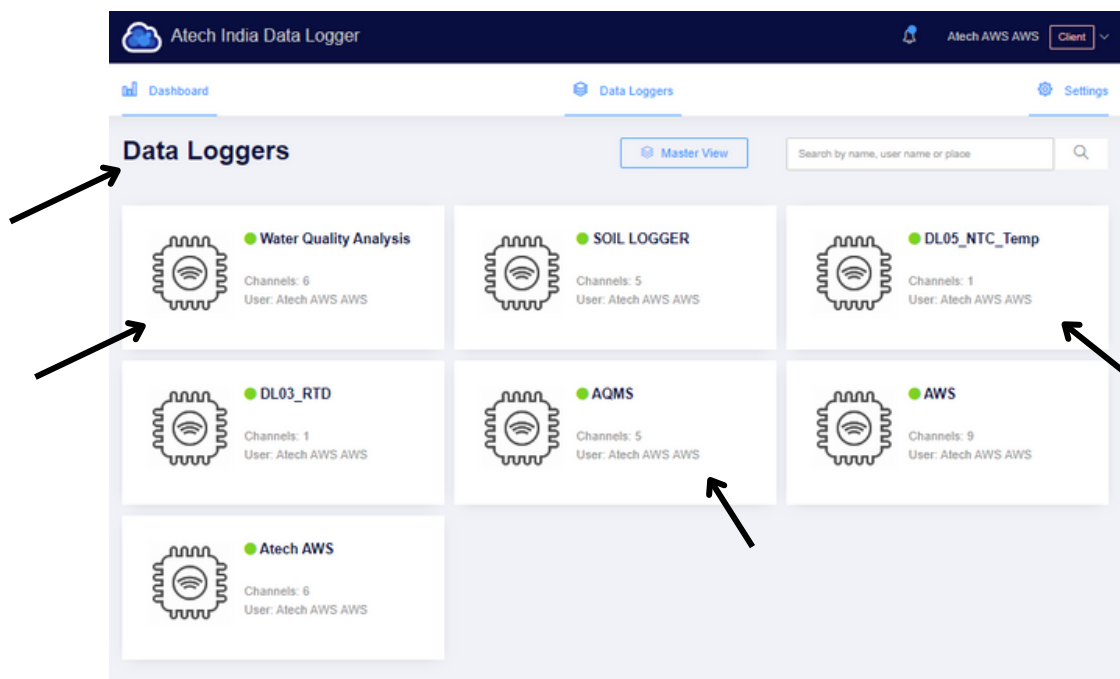 Atech India Data Logger
Atech AWS AWS Client
Dashboard Data Loggers Settings
Data Loggers Master View Search by name, user name or place
Water Quality Analysis
Channels: 6
User: Atech AWS AWS
SOIL LOGGER
Channels: 5
User: Atech AWS AWS
DL05_NTC_Temp
Channels: 1
User: Atech AWS AWS
DL03_RTD
Channels: 1
User: Atech AWS AWS
AQMS
Channels: 5
User: Atech AWS AWS
AWS
Channels: 9
User: Atech AWS AWS
Atech AWS
Channels: 6
User: Atech AWS AWS